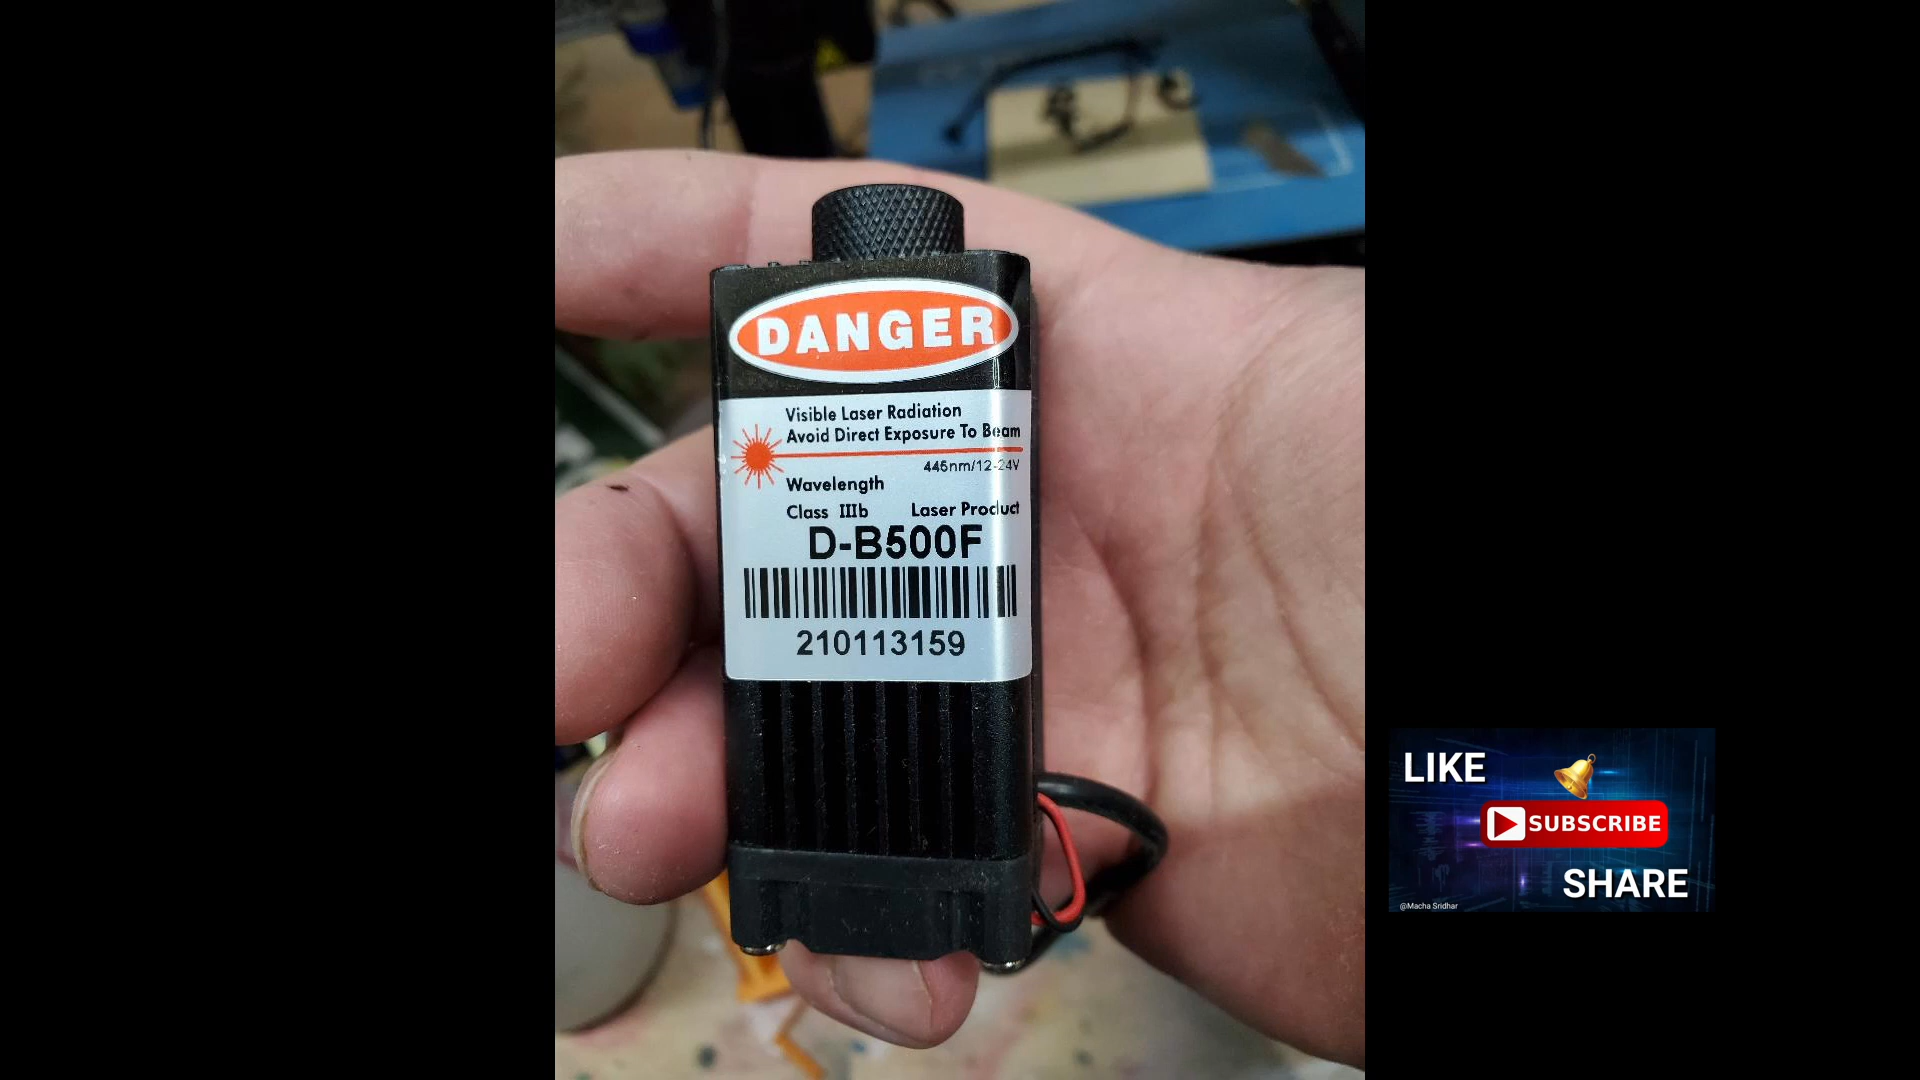 DANGER
Visible Laser Radiation
Avoid Direct Exposure To Beam
445nm/12-24V
Wavelength
Class IIIb Laser Product
D-B500F
210113159
LIKE
SUBSCRIBE
SHARE
@Macha Sridhar